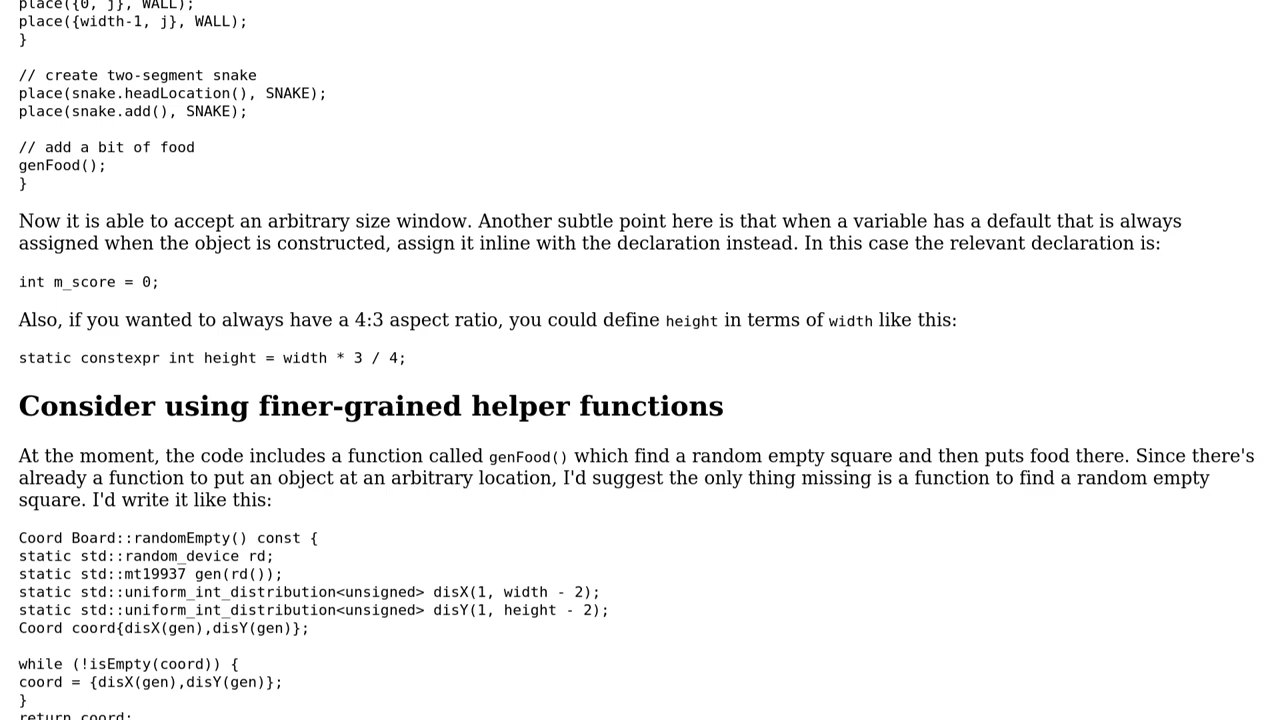 place({0, j}, WALL);
place({width-1, j}, WALL);
}
// create two-segment snake
place(snake.headLocation(), SNAKE);
place(snake.add(), SNAKE);
// add a bit of food
genFood();
}
Now it is able to accept an arbitrary size window. Another subtle point here is that when a variable has a default that is always
assigned when the object is constructed, assign it inline with the declaration instead. In this case the relevant declaration is:
int m_score = 0;
Also, if you wanted to always have a 4:3 aspect ratio, you could define height in terms of width like this:
static constexpr int height = width * 3 / 4;
Consider using finer-grained helper functions
At the moment, the code includes a function called genFood() which find a random empty square and then puts food there. Since there's
already a function to put an object at an arbitrary location, I'd suggest the only thing missing is a function to find a random empty
square. I'd write it like this:
Coord Board::randomEmpty() const {
static std::random_device rd;
static std::mt19937 gen(rd());
static std::uniform_int_distribution<unsigned> disX(1, width - 2);
static std::uniform_int_distribution<unsigned> disY(1, height - 2);
Coord coord{disX(gen),disY(gen)};
while (!isEmpty(coord)) {
coord = {disX(gen),disY(gen)};
}
return coord;